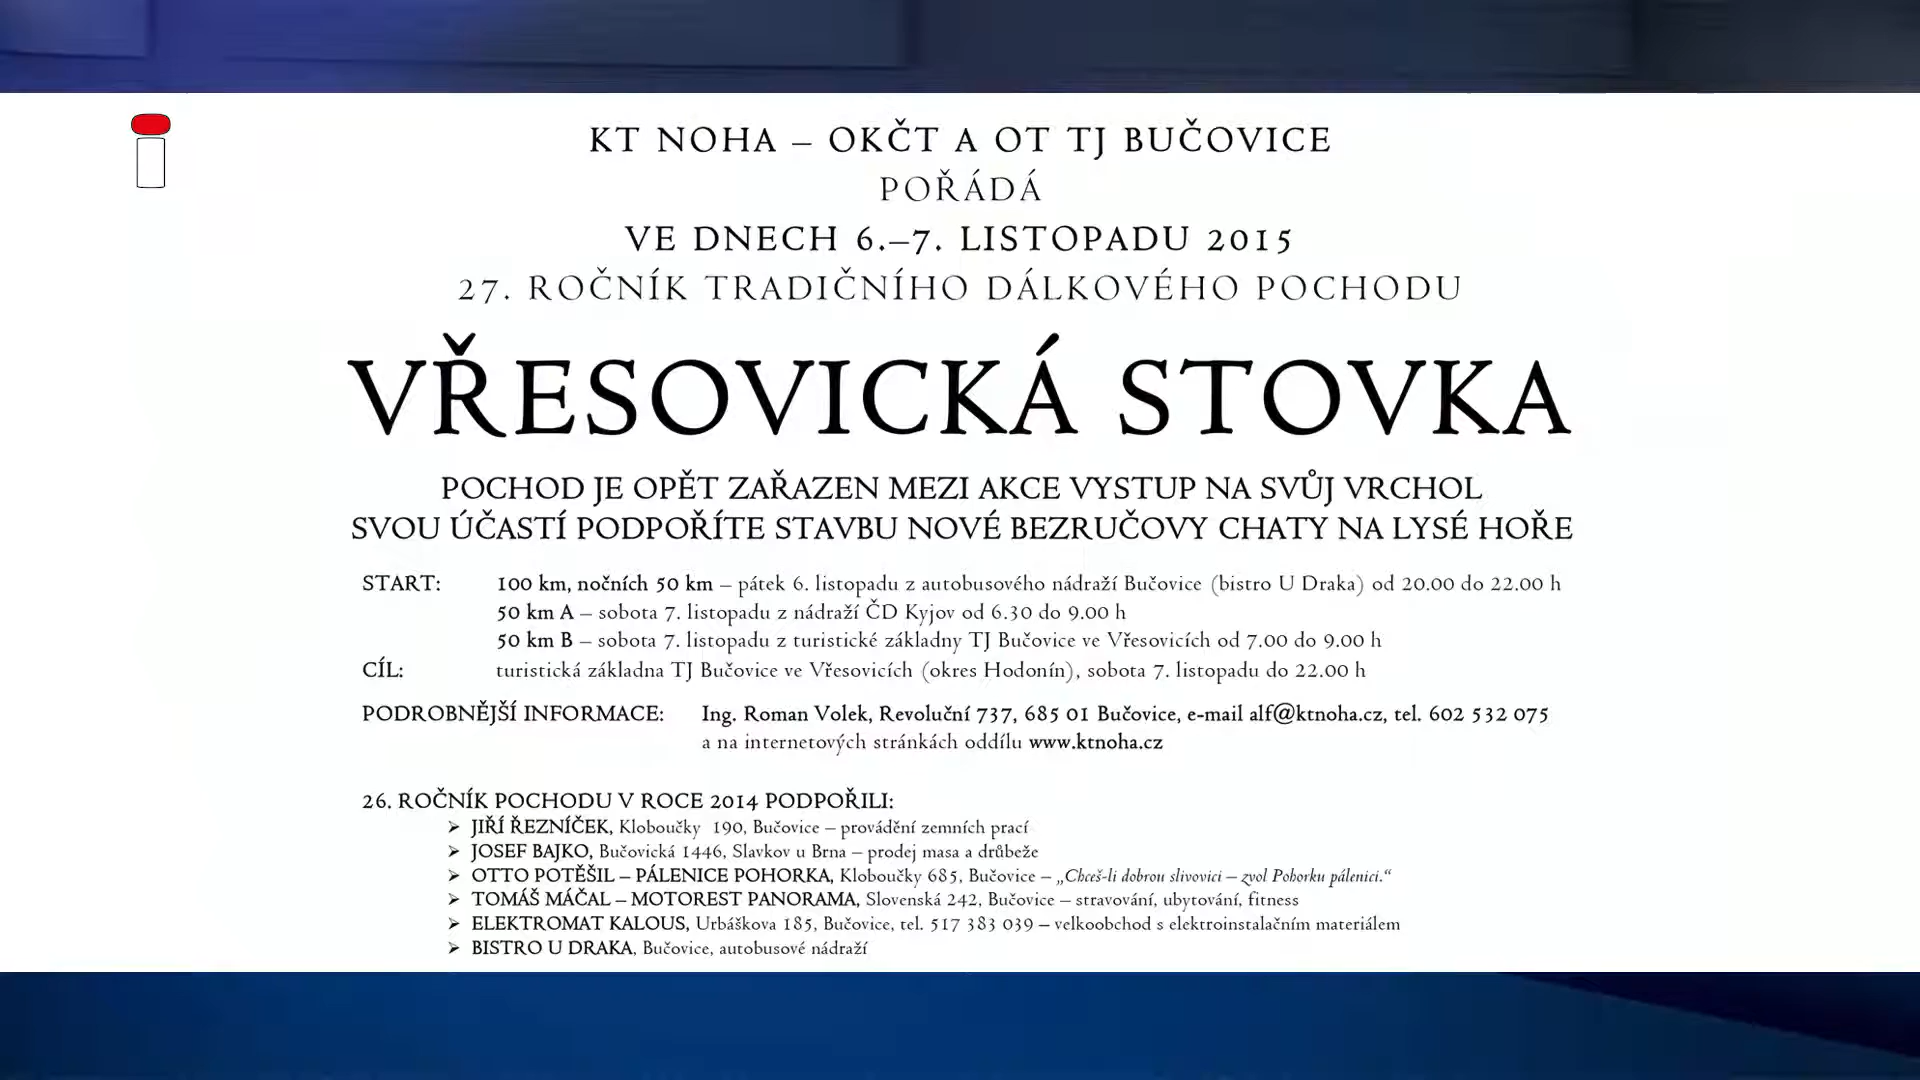 KT NOHA – OKČT A OT TJ BUČOVICE
POŘÁDÁ
VE DNECH 6.–7. LISTOPADU 2015
27. ROČNÍK TRADIČNÍHO DÁLKOVÉHO POCHODU
VŘESOVICKÁ STOVKA
POCHOD JE OPĚT ZAŘAZEN MEZI AKCE VYSTUP NA SVŮJ VRCHOL
SVOU ÚČASTÍ PODPOŘÍTE STAVBU NOVÉ BEZRUČOVY CHATY NA LYSÉ HOŘE
START: 100 km, nočních 50 km – pátek 6. listopadu z autobusového nádraží Bučovice (bistro U Draka) od 20.00 do 22.00 h
50 km A – sobota 7. listopadu z nádraží ČD Kyjov od 6.30 do 9.00 h
50 km B – sobota 7. listopadu z turistické základny TJ Bučovice ve Vřesovicích od 7.00 do 9.00 h
CÍL: turistická základna TJ Bučovice ve Vřesovicích (okres Hodonín), sobota 7. listopadu do 22.00 h
PODROBNĚJŠÍ INFORMACE: Ing. Roman Volek, Revoluční 737, 685 01 Bučovice, e-mail alf@ktnoha.cz, tel. 602 532 075
a na internetových stránkách oddílu www.ktnoha.cz
26. ROČNÍK POCHODU V ROCE 2014 PODPOŘILI:
➢ JIŘÍ ŘEZNÍČEK, Kloboučky 190, Bučovice – provádění zemních prací
➢ JOSEF BAJKO, Bučovická 1446, Slavkov u Brna – prodej masa a drůbeže
➢ OTTO POTĚŠIL – PÁLENICE POHORKA, Kloboučky 685, Bučovice – „Chceš-li dobrou slivovici – zvol Pohorku pálenici.“
➢ TOMÁŠ MÁČAL – MOTOREST PANORAMA, Slovenská 242, Bučovice – stravování, ubytování, fitness
➢ ELEKTROMAT KALOUS, Urbáškova 185, Bučovice, tel. 517 383 039 – velkoobchod s elektroinstalačním materiálem
➢ BISTRO U DRAKA, Bučovice, autobusové nádraží